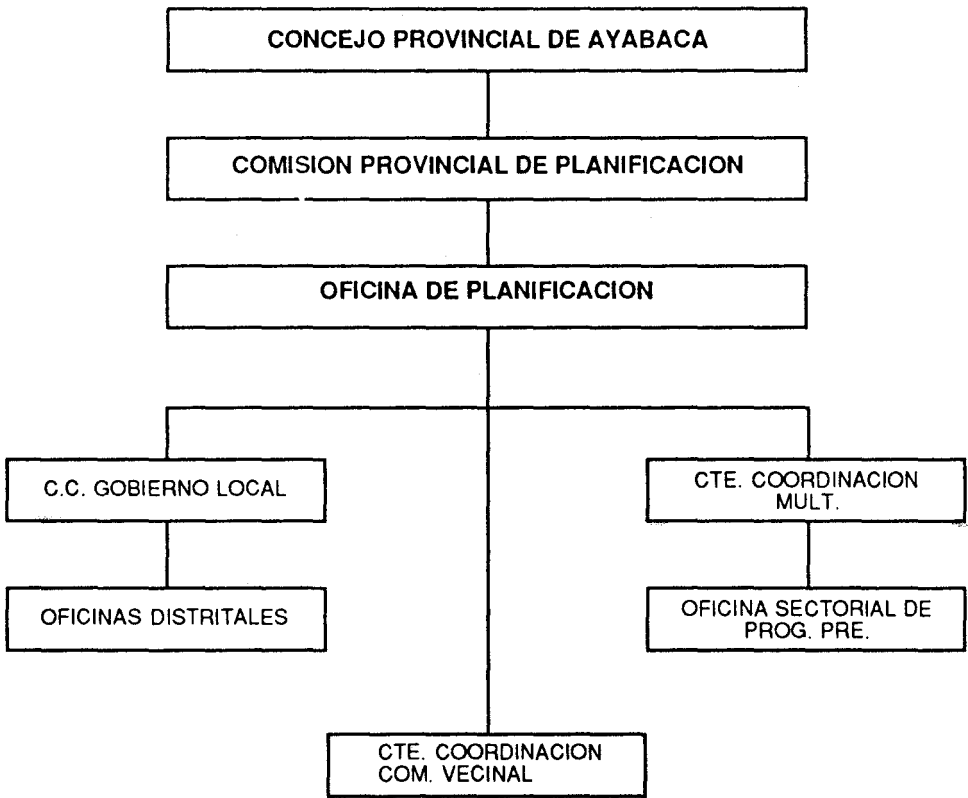 CONCEJO PROVINCIAL DE AYABACA
COMISION PROVINCIAL DE PLANIFICACION
OFICINA DE PLANIFICACION
C.C. GOBIERNO LOCAL
CTE. COORDINACION
MULT.
OFICINAS DISTRITALES
OFICINA SECTORIAL DE
PROG. PRE.
CTE. COORDINACION
COM. VECINAL